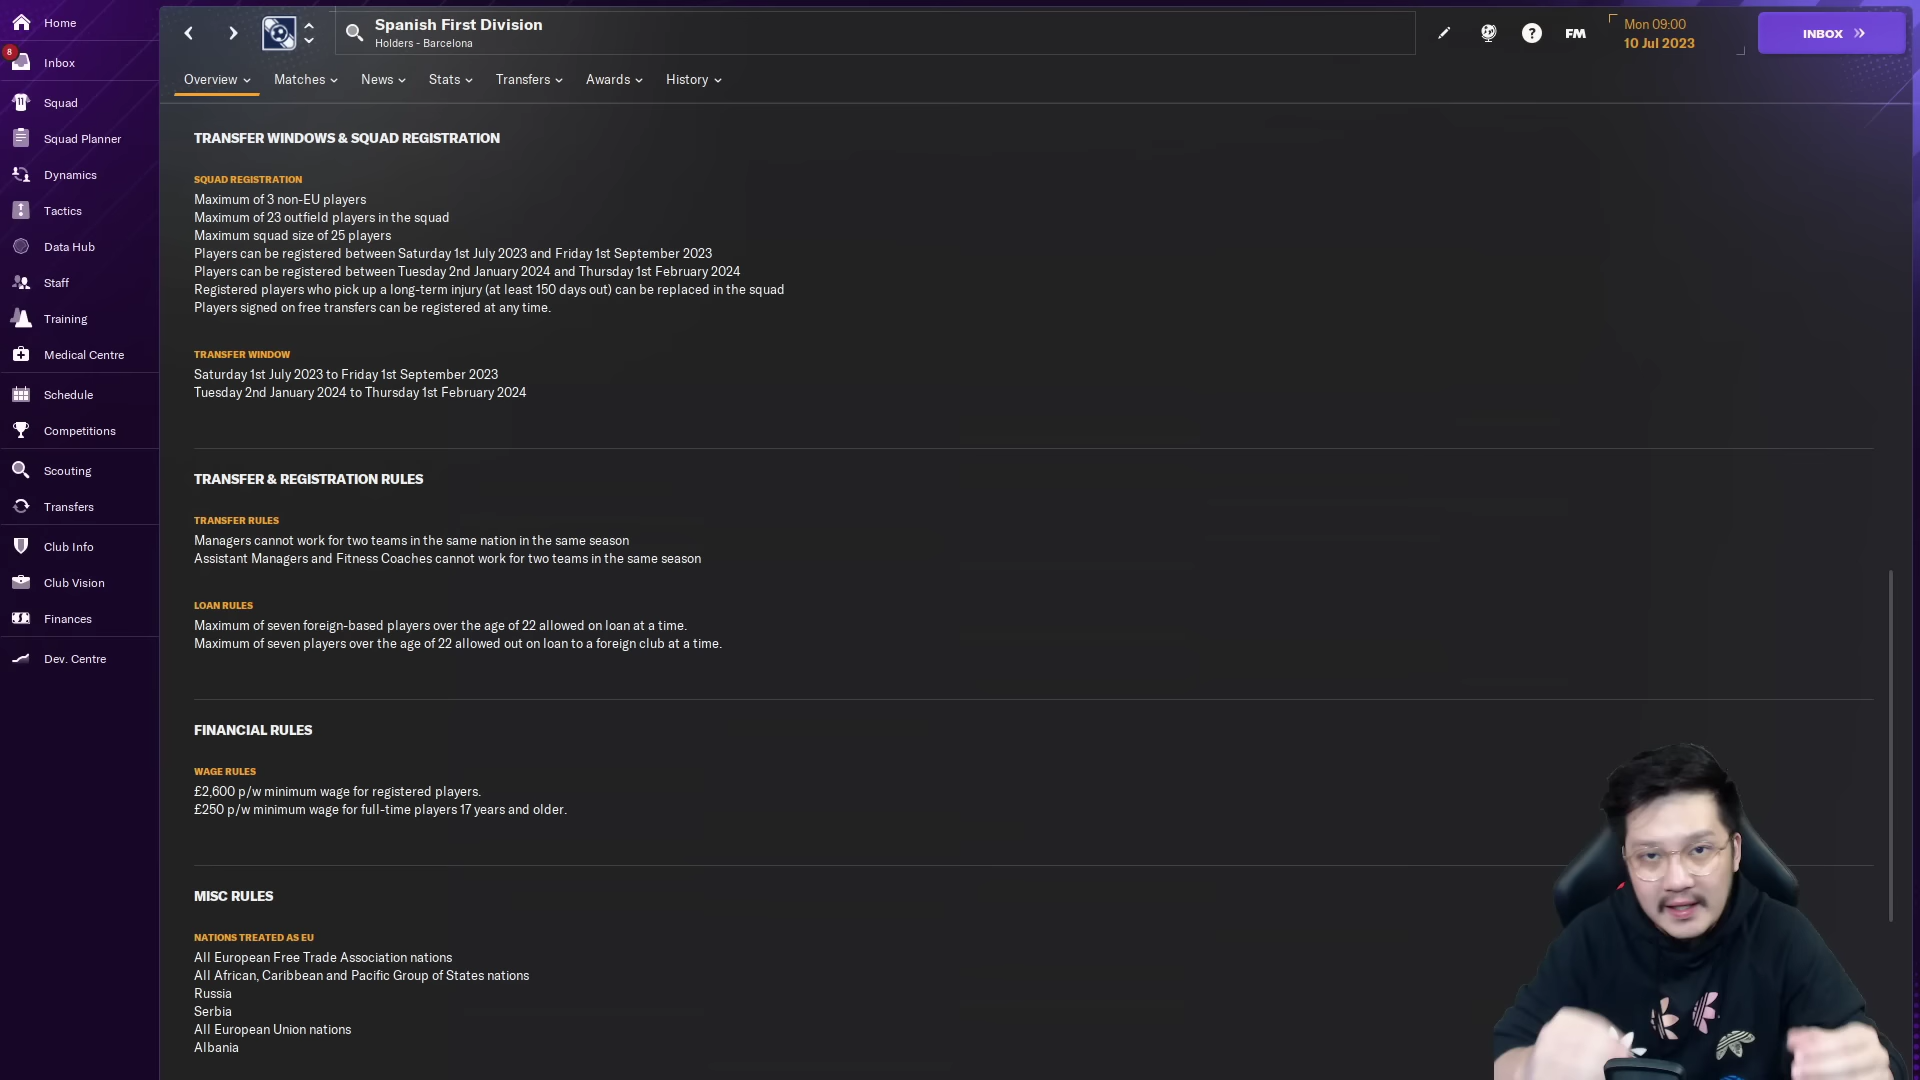 Home
8
Inbox
Squad
Squad Planner
Dynamics
Tactics
Data Hub
Staff
Training
Medical Centre
Schedule
Competitions
Scouting
Transfers
Club Info
Club Vision
Finances
Dev. Centre
Spanish First Division
Holders - Barcelona
?
FM
Mon 09:00
10 Jul 2023
INBOX
Overview
Matches
News
Stats
Transfers
Awards
History
TRANSFER WINDOWS & SQUAD REGISTRATION
SQUAD REGISTRATION
Maximum of 3 non-EU players
Maximum of 23 outfield players in the squad
Maximum squad size of 25 players
Players can be registered between Saturday 1st July 2023 and Friday 1st September 2023
Players can be registered between Tuesday 2nd January 2024 and Thursday 1st February 2024
Registered players who pick up a long-term injury (at least 150 days out) can be replaced in the squad
Players signed on free transfers can be registered at any time.
TRANSFER WINDOW
Saturday 1st July 2023 to Friday 1st September 2023
Tuesday 2nd January 2024 to Thursday 1st February 2024
TRANSFER & REGISTRATION RULES
TRANSFER RULES
Managers cannot work for two teams in the same nation in the same season
Assistant Managers and Fitness Coaches cannot work for two teams in the same season
LOAN RULES
Maximum of seven foreign-based players over the age of 22 allowed on loan at a time.
Maximum of seven players over the age of 22 allowed out on loan to a foreign club at a time.
FINANCIAL RULES
WAGE RULES
£2,600 p/w minimum wage for registered players.
£250 p/w minimum wage for full-time players 17 years and older.
MISC RULES
NATIONS TREATED AS EU
All European Free Trade Association nations
All African, Caribbean and Pacific Group of States nations
Russia
Serbia
All European Union nations
Albania